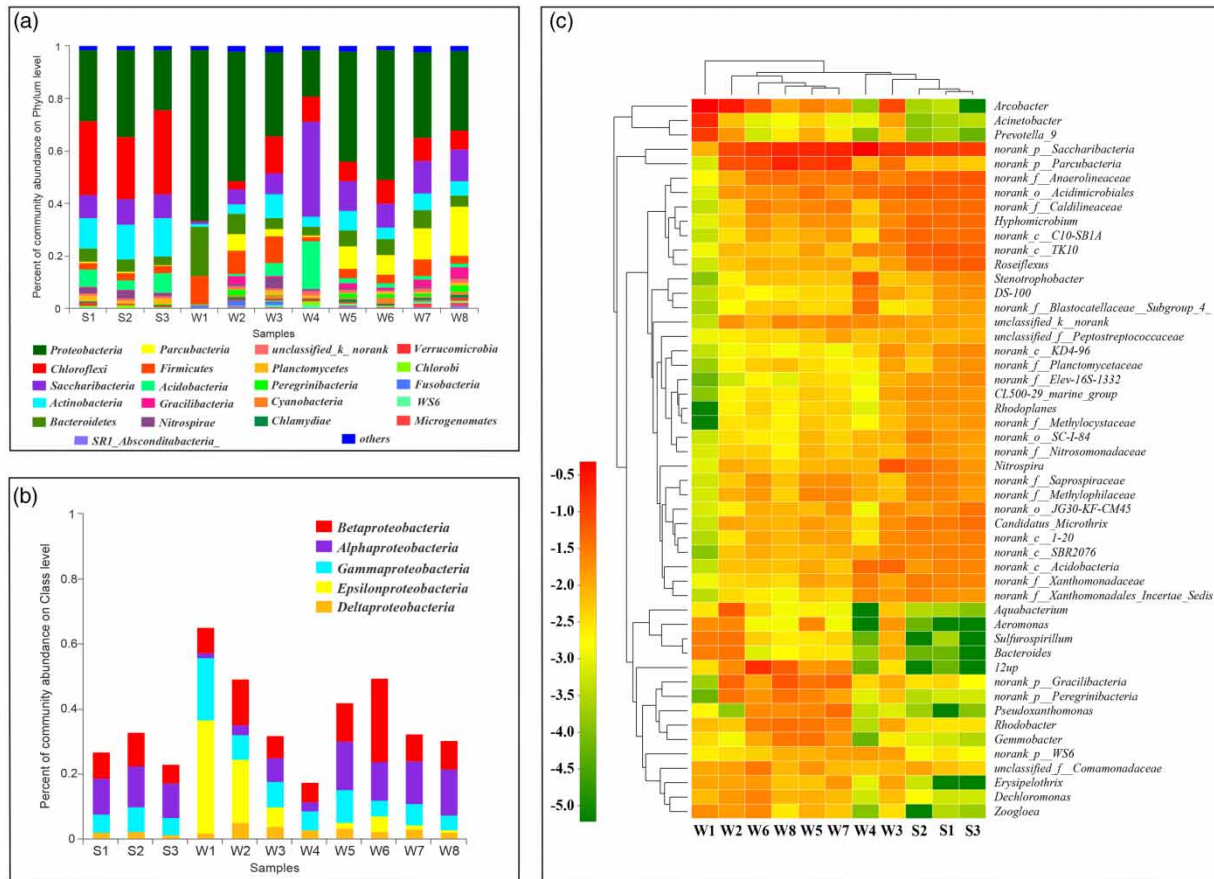 (a)
Percent of community abundance on Phylum level
1
0.8
0.6
0.4
0.2
0
S1 S2 S3 W1 W2 W3 W4 W5 W6 W7 W8
Samples
Proteobacteria
Chloroflexi
Saccharibacteria
Actinobacteria
Bacteroidetes
Parcubacteria
Firmicutes
Acidobacteria
Gracilibacteria
Nitrospirae
unclassified_k_norank
Planctomycetes
Peregrinibacteria
Cyanobacteria
Chlamydiae
Verrucomicrobia
Chlorobi
Fusobacteria
WS6
Microgenomates
SR1_Absconditabacteria_
others
(b)
Percent of community abundance on Class level
1
0.8
0.6
0.4
0.2
0
Betaproteobacteria
Alphaproteobacteria
Gammaproteobacteria
Epsilonproteobacteria
Deltaproteobacteria
S1 S2 S3 W1 W2 W3 W4 W5 W6 W7 W8
Samples
(c)
-0.5
-1.0
-1.5
-2.0
-2.5
-3.0
-3.5
-4.0
-4.5
-5.0
Arcobacter
Acinetobacter
Prevotella_9
norank_p__Saccharibacteria
norank_p__Parcubacteria
norank_f__Anaerolineaceae
norank_o__Acidimicrobiales
norank_f__Caldilineaceae
Hyphomicrobium
norank_c__C10-SB1A
norank_c__TK10
Roseiflexus
Stenotrophobacter
DS-100
norank_f__Blastocatellaceae__Subgroup_4_
unclassified_k__norank
unclassified_f__Peptostreptococcaceae
norank_c__KD4-96
norank_f__Planctomycetaceae
norank_f__Elev-16S-1332
CL500-29_marine_group
Rhodoplanes
norank_f__Methylocystaceae
norank_o__SC-I-84
norank_f__Nitrosomonadaceae
Nitrospira
norank_f__Saprospiraceae
norank_f__Methylophilaceae
norank_o__JG30-KF-CM45
Candidatus_Microthrix
norank_c__1-20
norank_c__SBR2076
norank_c__Acidobacteria
norank_f__Xanthomonadaceae
norank_f__Xanthomonadales_Incertae_Sedis
Aquabacterium
Aeromonas
Sulfurospirillum
Bacteroides
12up
norank_p__Gracilibacteria
norank_p__Peregrinibacteria
Pseudoxanthomonas
Rhodobacter
Gemmobacter
norank_p__WS6
unclassified_f__Comamonadaceae
Erysipelothrix
Dechloromonas
Zoogloea
W1 W2 W6 W8 W5 W7 W4 W3 S2 S1 S3